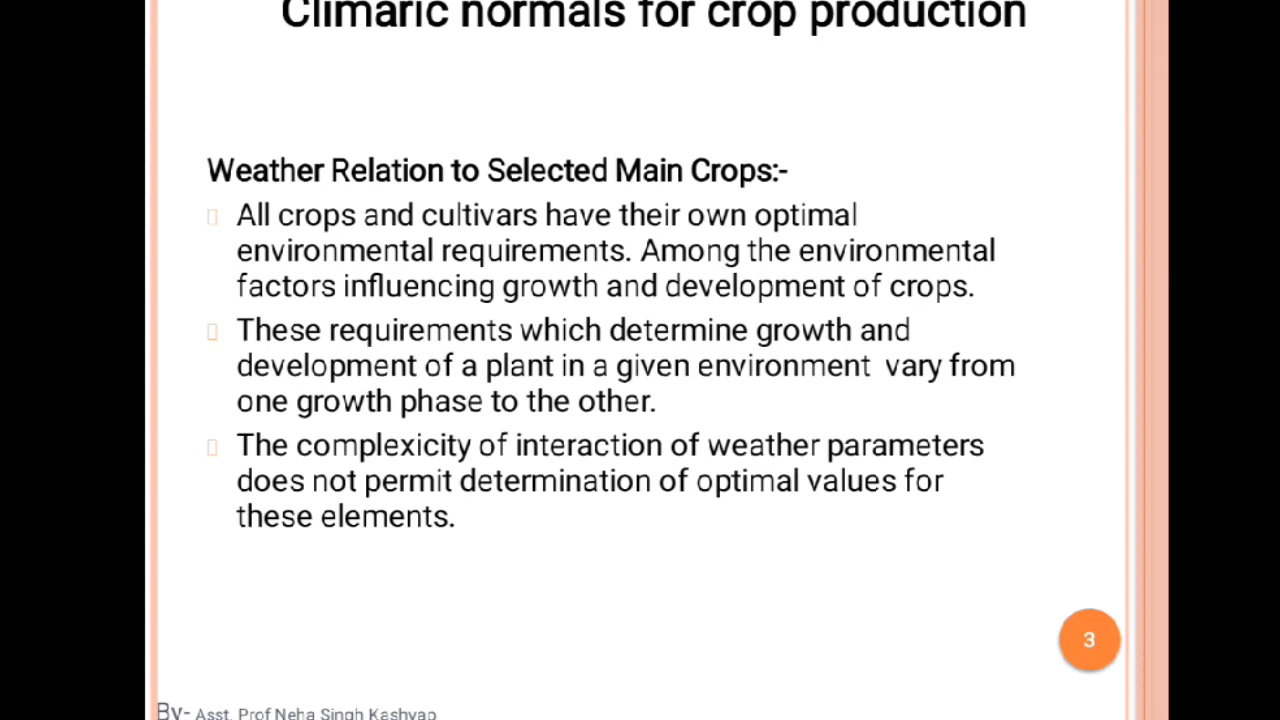 Climaric normals for crop production
Weather Relation to Selected Main Crops:-
All crops and cultivars have their own optimal
environmental requirements. Among the environmental
factors influencing growth and development of crops.
These requirements which determine growth and
development of a plant in a given environment vary from
one growth phase to the other.
The complexicity of interaction of weather parameters
does not permit determination of optimal values for
these elements.
3
By- Asst. Prof Neha Singh Kashyap